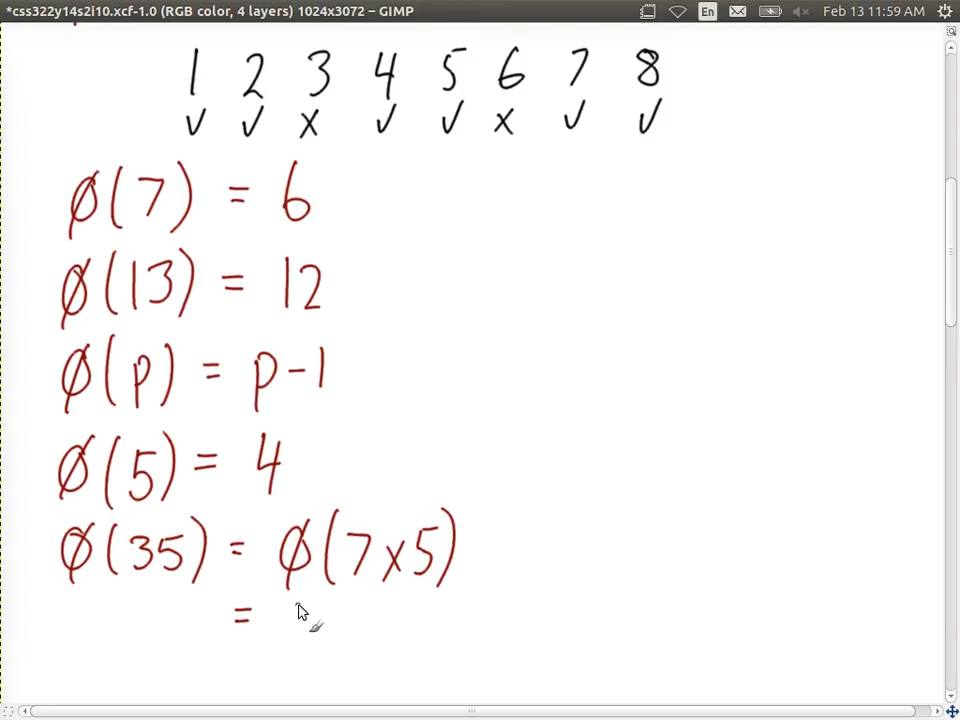 *css322y14s2i10.xcf-1.0 (RGB color, 4 layers) 1024x3072 – GIMP En Feb 13 11:59 AM
1 2 3 4 5 6 7 8
✓ ✓ x ✓ ✓ x ✓ ✓
ø(7) = 6
ø(13) = 12
ø(p) = p-1
ø(5) = 4
ø(35) = ø(7x5)
=